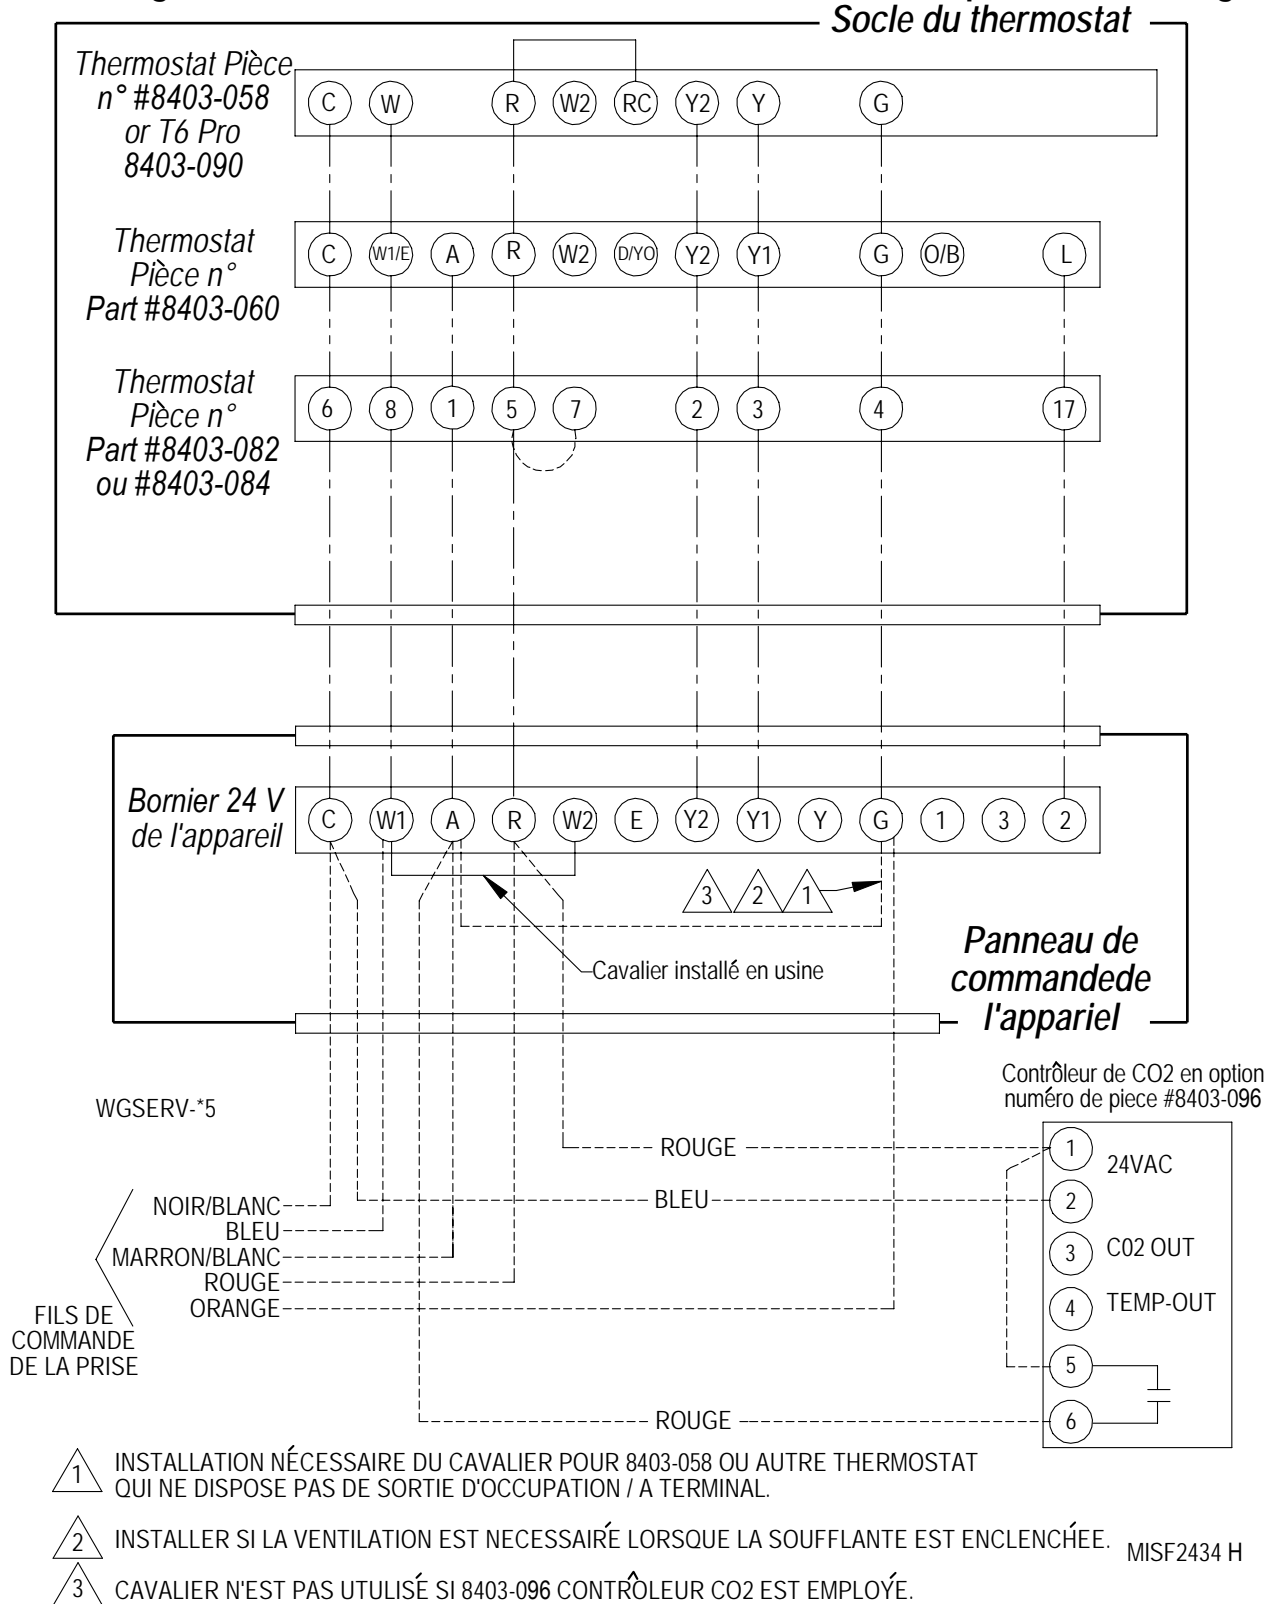 Socle du thermostat
Thermostat Pièce
n° #8403-058
or T6 Pro
8403-090
C W R W2 RC Y2 Y G
Thermostat
Pièce n°
Part #8403-060
C W1/E A R W2 D/YO Y2 Y1 G O/B L
Thermostat
Pièce n°
Part #8403-082
ou #8403-084
6 8 1 5 7 2 3 4 17
Bornier 24 V
de l'appareil
C W1 A R W2 E Y2 Y1 Y G 1 3 2
3 2 1
Cavalier installé en usine
Panneau de
commandede
l'appariel
Contrôleur de CO2 en option
numéro de piece #8403-096
WGSERV-*5
ROUGE
BLEU
1
24VAC
2
3 C02 OUT
4 TEMP-OUT
5
6
NOIR/BLANC
BLEU
MARRON/BLANC
ROUGE
ORANGE
FILS DE
COMMANDE
DE LA PRISE
ROUGE
1 INSTALLATION NÉCESSAIRE DU CAVALIER POUR 8403-058 OU AUTRE THERMOSTAT
QUI NE DISPOSE PAS DE SORTIE D'OCCUPATION / A TERMINAL.
2 INSTALLER SI LA VENTILATION EST NECESSAIRÉ LORSQUE LA SOUFFLANTE EST ENCLENCHÉE.
MISF2434 H
3 CAVALIER N'EST PAS UTULISÉ SI 8403-096 CONTRÔLEUR CO2 EST EMPLOYÉ.